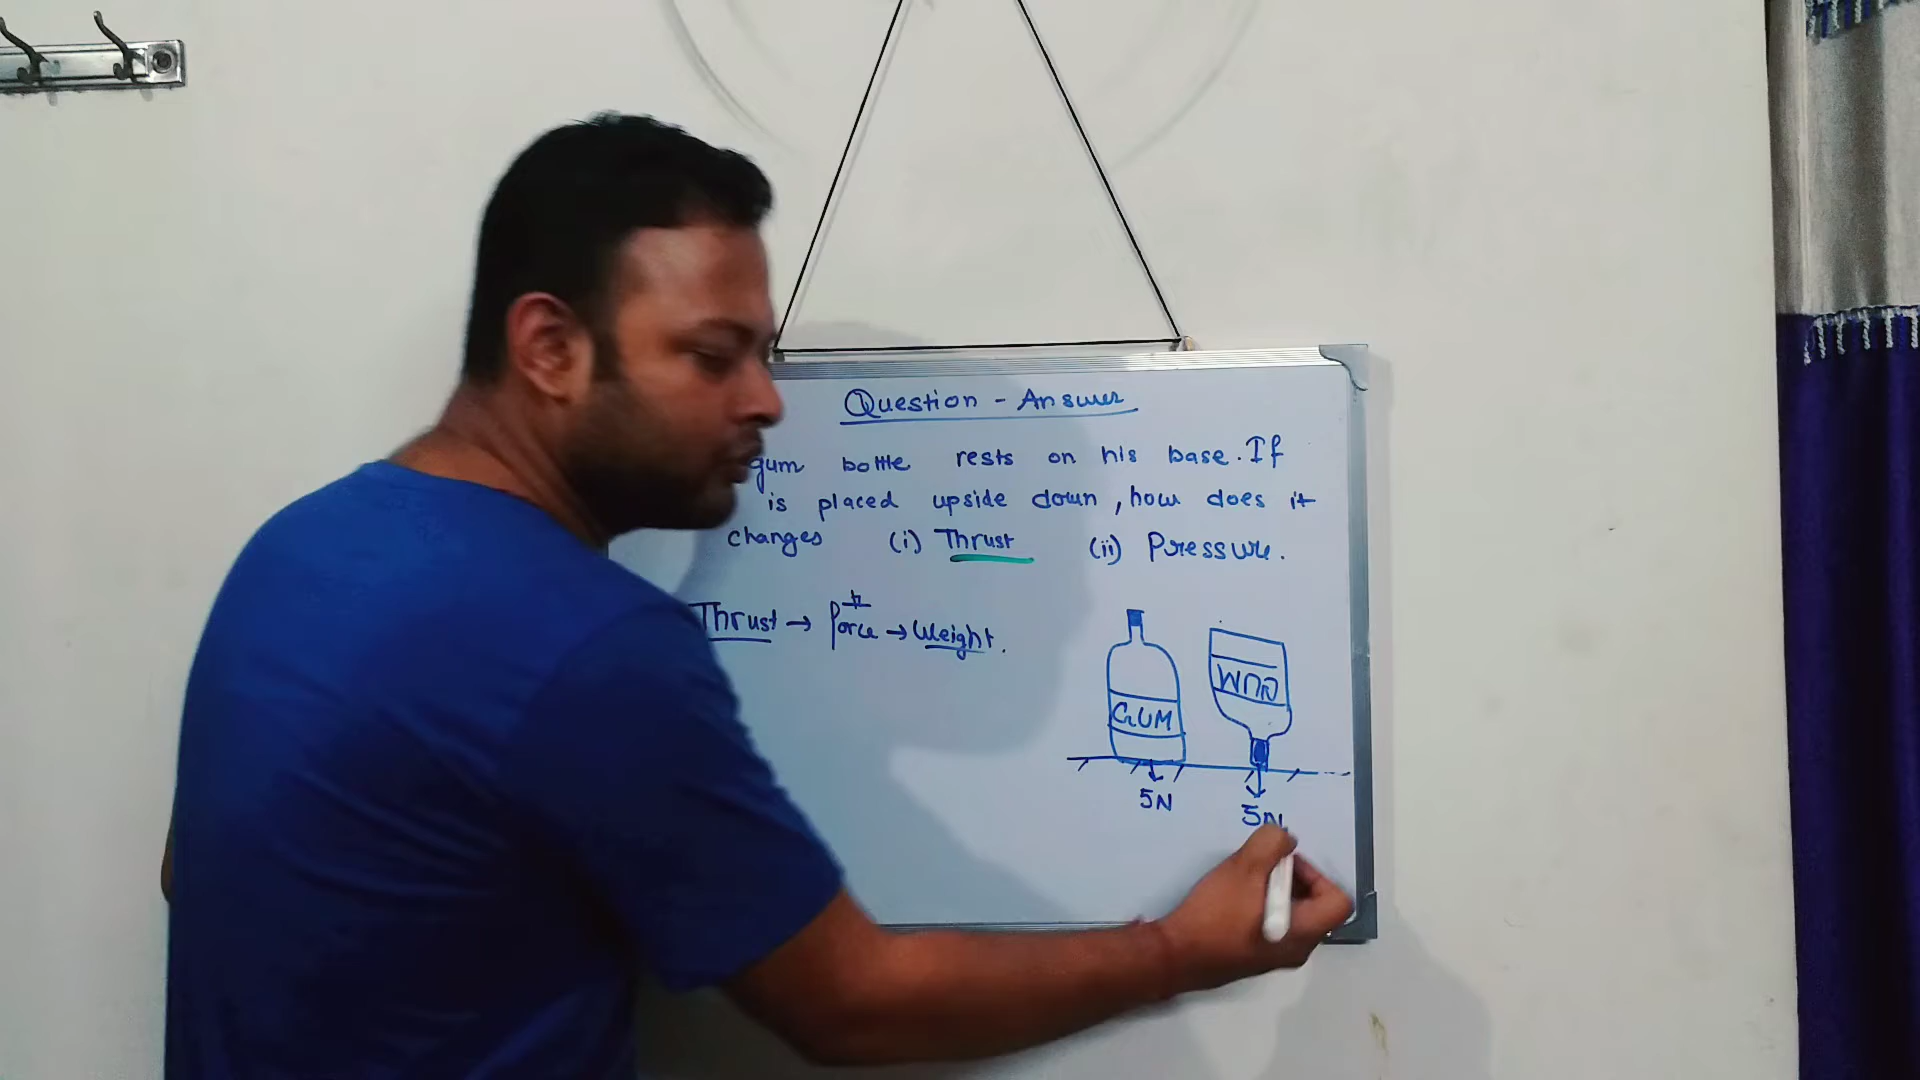 Question - Answer
gum bottle rests on his base. If
is placed upside down, how does it
changes (i) Thrust (ii) Pressure.
Thrust → Force → Weight.
GUM
GUM
5N
5N